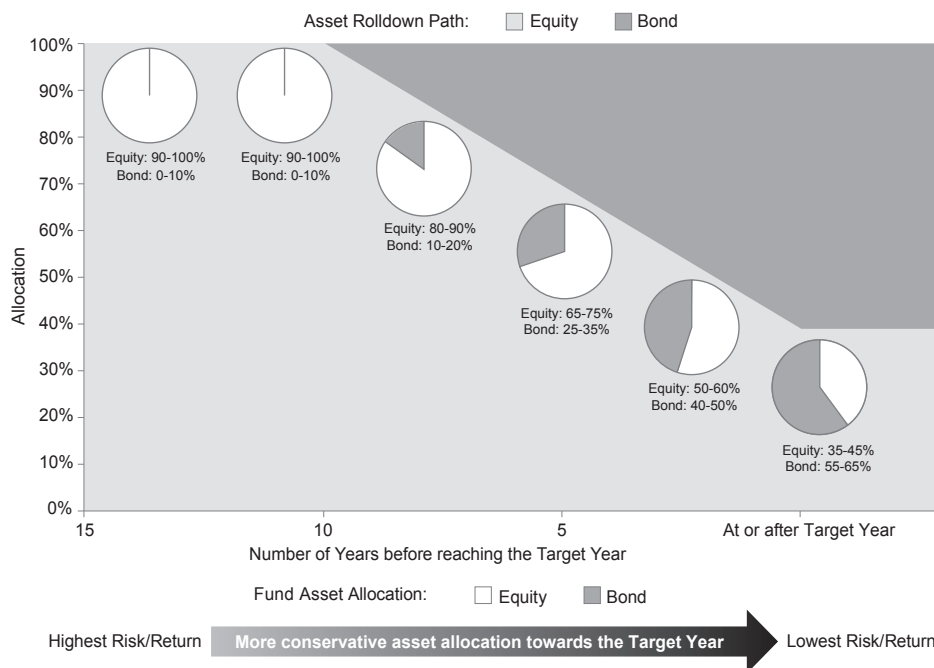 Asset Rolldown Path: Equity Bond
100%
90%
80%
70%
60%
50%
40%
30%
20%
10%
0%
Allocation
Equity: 90-100%
Bond: 0-10%
Equity: 90-100%
Bond: 0-10%
Equity: 80-90%
Bond: 10-20%
Equity: 65-75%
Bond: 25-35%
Equity: 50-60%
Bond: 40-50%
Equity: 35-45%
Bond: 55-65%
15 10 5 At or after Target Year
Number of Years before reaching the Target Year
Fund Asset Allocation: Equity Bond
Highest Risk/Return More conservative asset allocation towards the Target Year Lowest Risk/Return